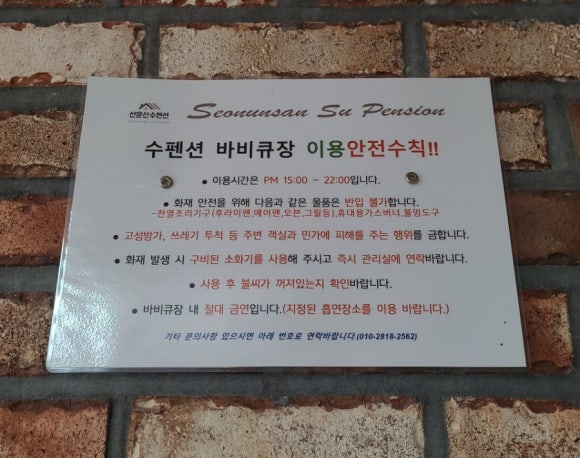 선운산수펜션
Seonunsan Su Pension
수펜션 바비큐장 이용안전수칙!!
● 이용시간은 PM 15:00 ~ 22:00입니다.
● 화재 안전을 위해 다음과 같은 물품은 반입 불가합니다.
-전열조리기구(후라이팬,에어팬,오븐,그릴등),휴대용가스버너,불멍도구
● 고성방가, 쓰레기 투척 등 주변 객실과 민가에 피해를 주는 행위를 금합니다.
● 화재 발생 시 구비된 소화기를 사용해 주시고 즉시 관리실에 연락바랍니다.
● 사용 후 불씨가 꺼져있는지 확인바랍니다.
● 바비큐장 내 절대 금연입니다.(지정된 흡연장소를 이용 바랍니다.)
기타 문의사항 있으시면 아래 번호로 연락바랍니다.(010-2818-2562)